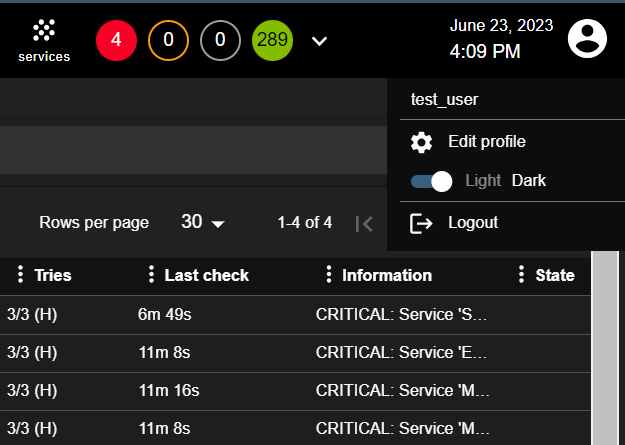 services
4
0
0
289
June 23, 2023
4:09 PM
test_user
Edit profile
Light Dark
Logout
Rows per page 30 1-4 of 4
Tries Last check Information State
3/3 (H) 6m 49s CRITICAL: Service 'S...
3/3 (H) 11m 8s CRITICAL: Service 'E...
3/3 (H) 11m 16s CRITICAL: Service 'M...
3/3 (H) 11m 8s CRITICAL: Service 'M...